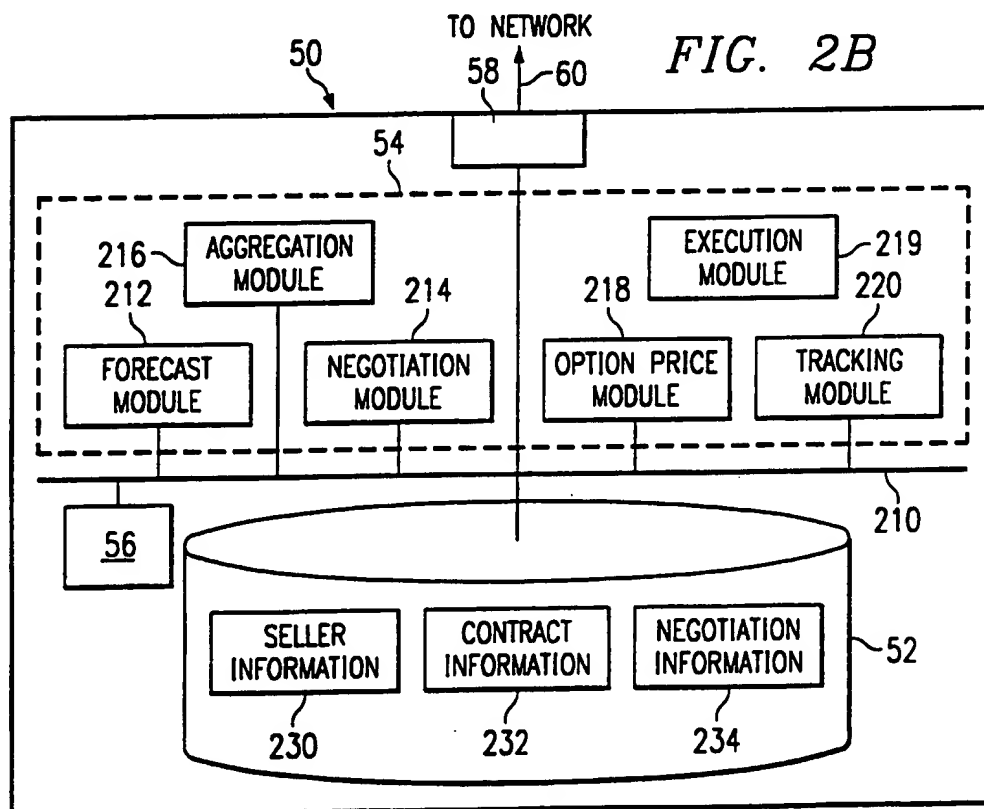 TO NETWORK
FIG. 2B
50
58
60
54
216
AGGREGATION
MODULE
EXECUTION
MODULE
219
212
214
218
220
FORECAST
MODULE
NEGOTIATION
MODULE
OPTION PRICE
MODULE
TRACKING
MODULE
210
56
SELLER
INFORMATION
CONTRACT
INFORMATION
NEGOTIATION
INFORMATION
52
230
232
234